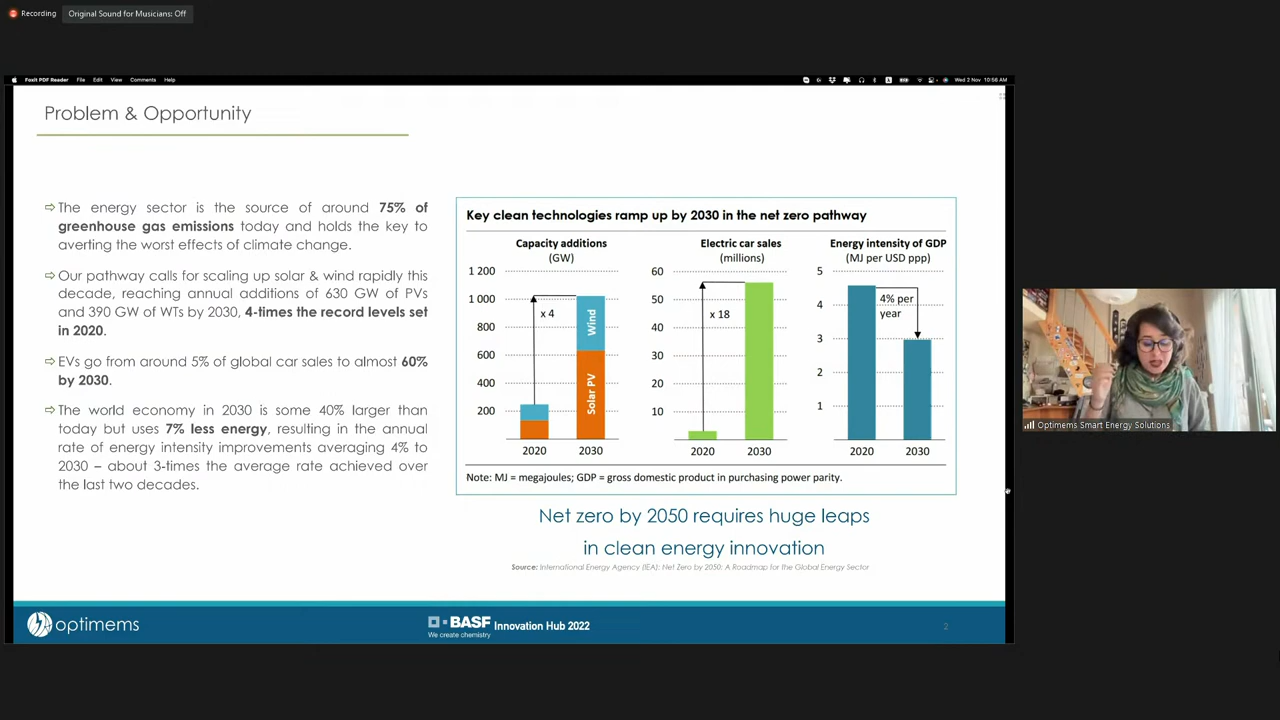 Recording
Original Sound for Musicians: Off
Foxit PDF Reader File Edit View Comments Help
Wed 2 Nov 10:56 AM
Problem & Opportunity
⇨ The energy sector is the source of around 75% of
greenhouse gas emissions today and holds the key to
averting the worst effects of climate change.
⇨ Our pathway calls for scaling up solar & wind rapidly this
decade, reaching annual additions of 630 GW of PVs
and 390 GW of WTs by 2030, 4-times the record levels set
in 2020.
⇨ EVs go from around 5% of global car sales to almost 60%
by 2030.
⇨ The world economy in 2030 is some 40% larger than
today but uses 7% less energy, resulting in the annual
rate of energy intensity improvements averaging 4% to
2030 – about 3-times the average rate achieved over
the last two decades.
Key clean technologies ramp up by 2030 in the net zero pathway
Capacity additions
(GW)
1 200
1 000
800
600
400
200
x 4
Wind
Solar PV
2020 2030
Electric car sales
(millions)
60
50
40
30
20
10
x 18
2020 2030
Energy intensity of GDP
(MJ per USD ppp)
5
4
3
2
1
4% per
year
2020 2030
Note: MJ = megajoules; GDP = gross domestic product in purchasing power parity.
Net zero by 2050 requires huge leaps
in clean energy innovation
Source: International Energy Agency (IEA): Net Zero by 2050: A Roadmap for the Global Energy Sector
optimems
BASF
We create chemistry
Innovation Hub 2022
2
Optimems Smart Energy Solutions